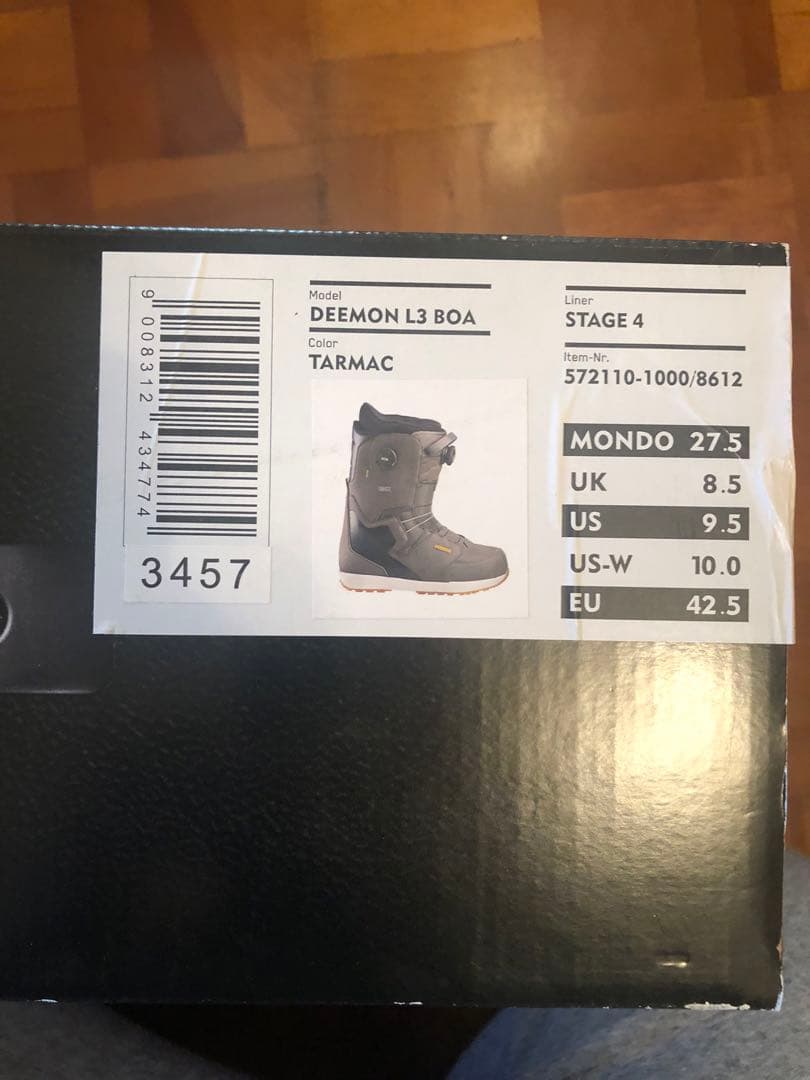 9 008312 434774
3457
Model
DEEMON L3 BOA
Color
TARMAC
Liner
STAGE 4
Item-Nr.
572110-1000/8612
MONDO 27.5
UK 8.5
US 9.5
US-W 10.0
EU 42.5